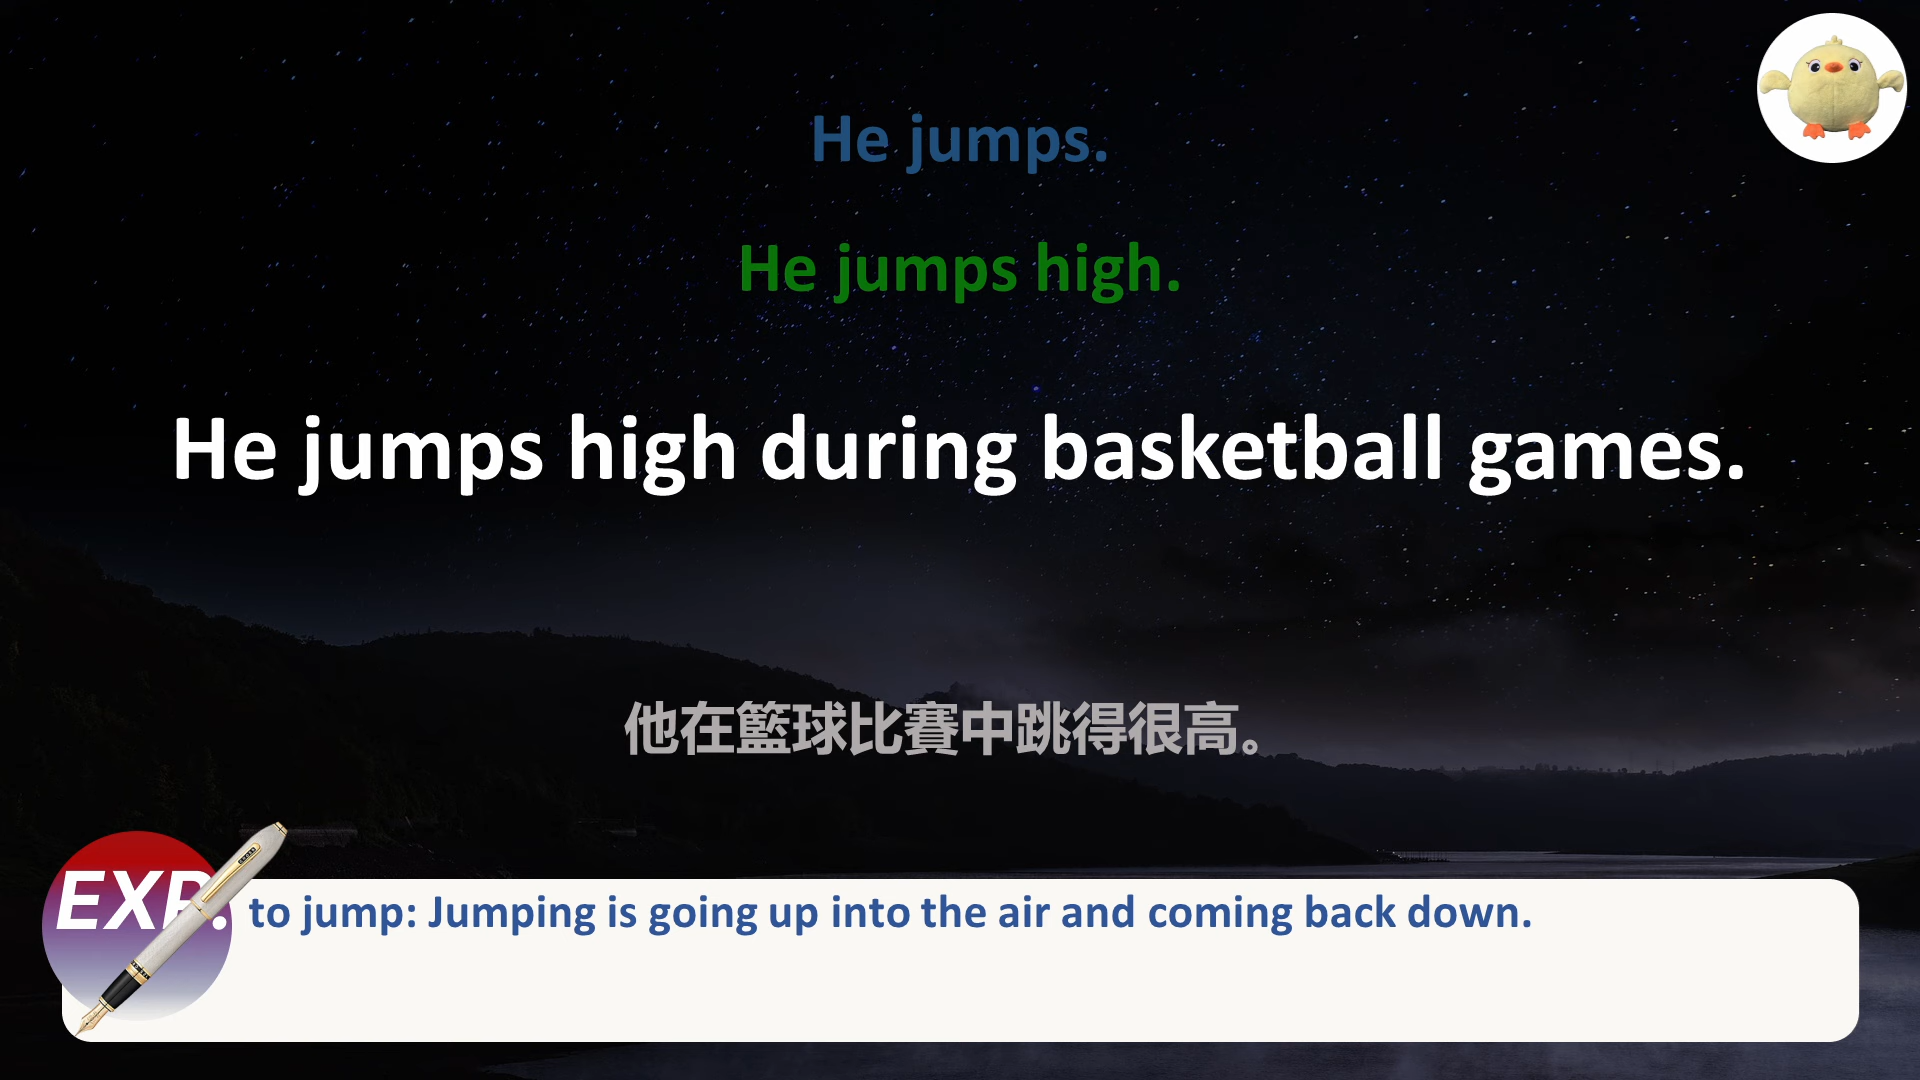 He jumps.
He jumps high.
He jumps high during basketball games.
他在籃球比賽中跳得很高。
EXP. to jump: Jumping is going up into the air and coming back down.